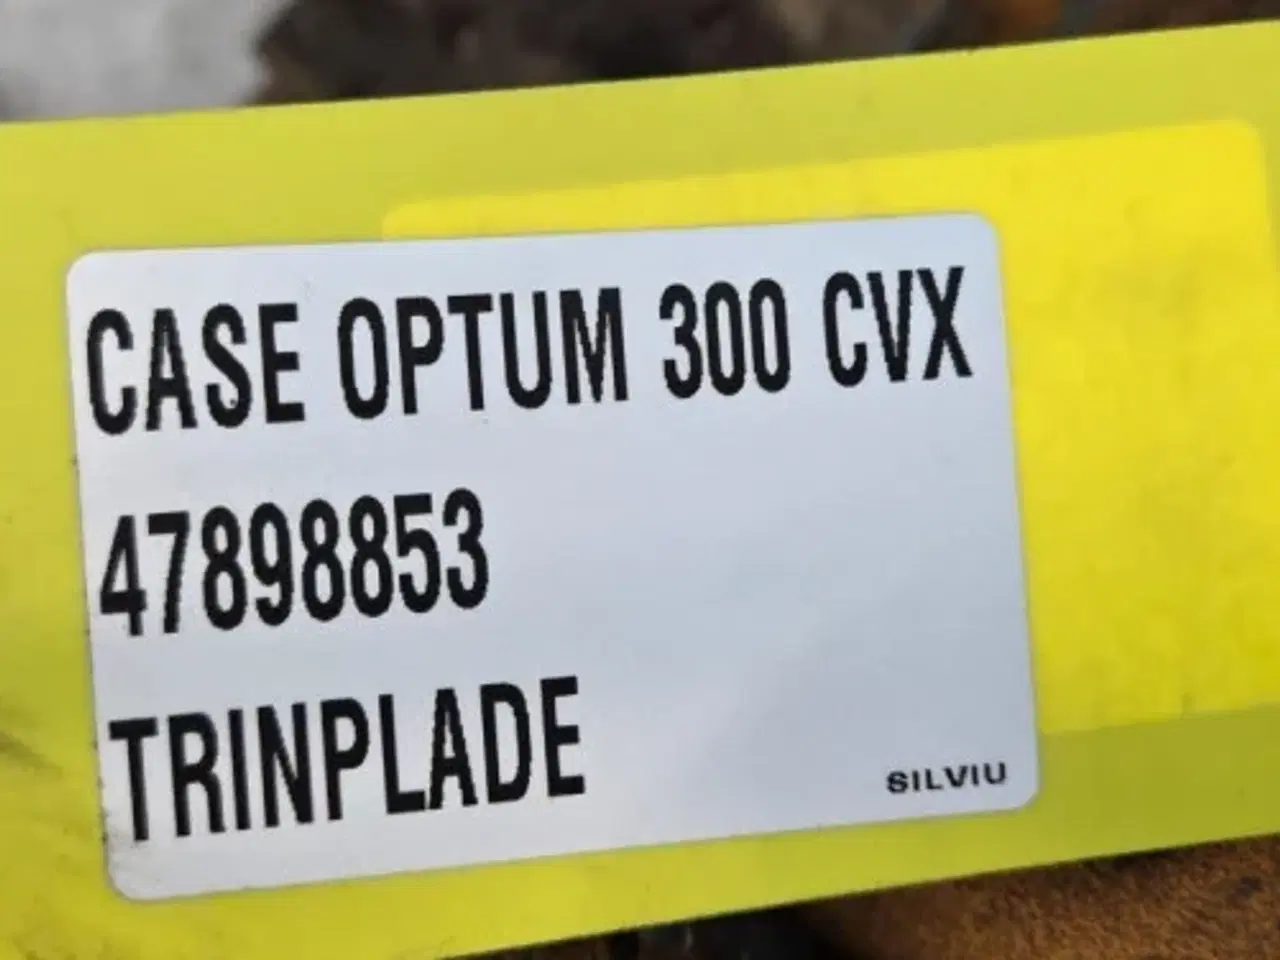 CASE OPTUM 300 CVX
47898853
TRINPLADE
SILVIU